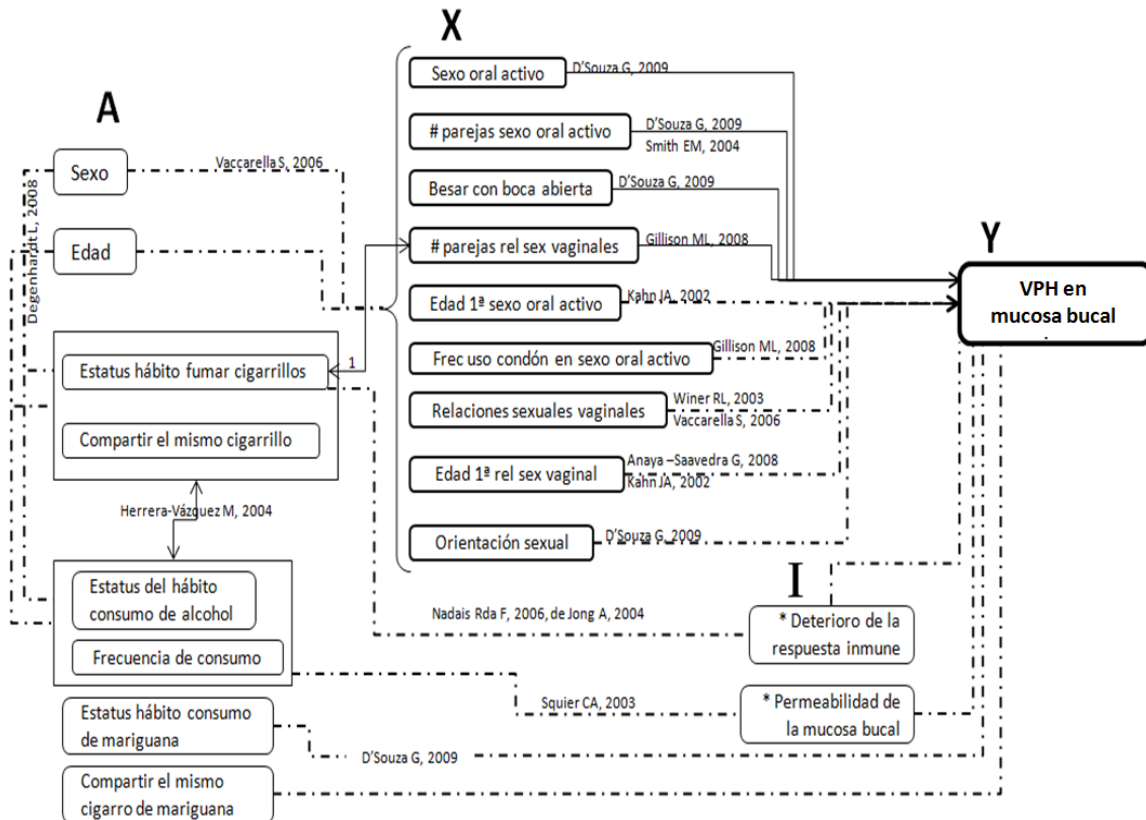 X
A
Y
I
Sexo
Edad
Vaccarella S, 2006
Degenhardt L, 2008
Estatus hábito fumar cigarrillos
1
Compartir el mismo cigarrillo
Herrera-Vázquez M, 2004
Estatus del hábito
consumo de alcohol
Frecuencia de consumo
Estatus hábito consumo
de mariguana
Compartir el mismo
cigarro de mariguana
Sexo oral activo
D'Souza G, 2009
# parejas sexo oral activo
D'Souza G, 2009
Smith EM, 2004
Besar con boca abierta
D'Souza G, 2009
# parejas rel sex vaginales
Gillison ML, 2008
Edad 1ª sexo oral activo
Kahn JA, 2002
Frec uso condón en sexo oral activo
Gillison ML, 2008
Relaciones sexuales vaginales
Winer RL, 2003
Vaccarella S, 2006
Edad 1ª rel sex vaginal
Anaya –Saavedra G, 2008
Kahn JA, 2002
Orientación sexual
D'Souza G, 2009
Nadais Rda F, 2006, de Jong A, 2004
* Deterioro de la
respuesta inmune
Squier CA, 2003
* Permeabilidad de
la mucosa bucal
D'Souza G, 2009
VPH en
mucosa bucal
.